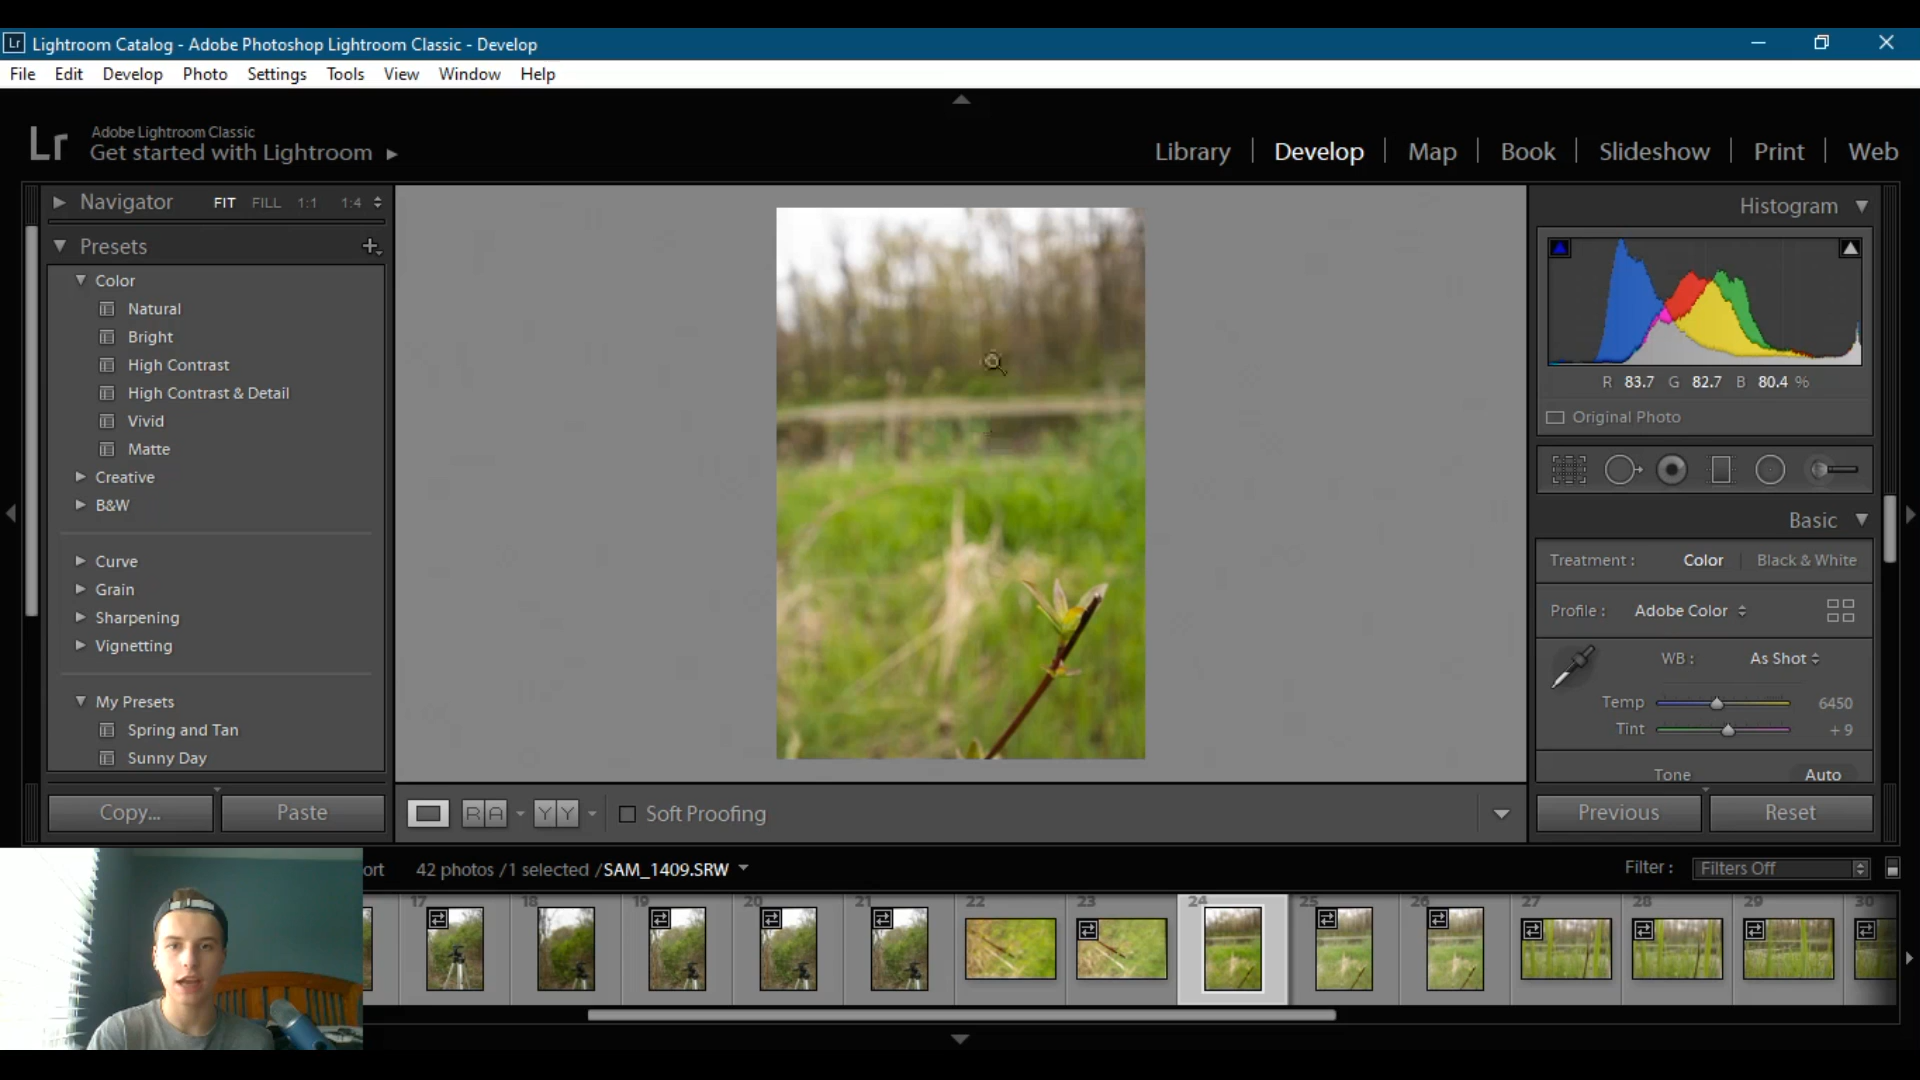 Lr Lightroom Catalog - Adobe Photoshop Lightroom Classic - Develop
File Edit Develop Photo Settings Tools View Window Help
Lr Adobe Lightroom Classic
Get started with Lightroom
Library Develop Map Book Slideshow Print Web
Navigator FIT FILL 1:1 1:4
Presets
Color
Natural
Bright
High Contrast
High Contrast & Detail
Vivid
Matte
Creative
B&W
Curve
Grain
Sharpening
Vignetting
My Presets
Spring and Tan
Sunny Day
Copy... Paste
R A Y Y Soft Proofing
Histogram
R 83.7 G 82.7 B 80.4 %
Original Photo
Basic
Treatment : Color Black & White
Profile : Adobe Color
WB : As Shot
Temp 6450
Tint + 9
Tone Auto
Previous Reset
ort 42 photos / 1 selected / SAM_1409.SRW
Filter : Filters Off
17 18 19 20 21 22 23 24 25 26 27 28 29 30